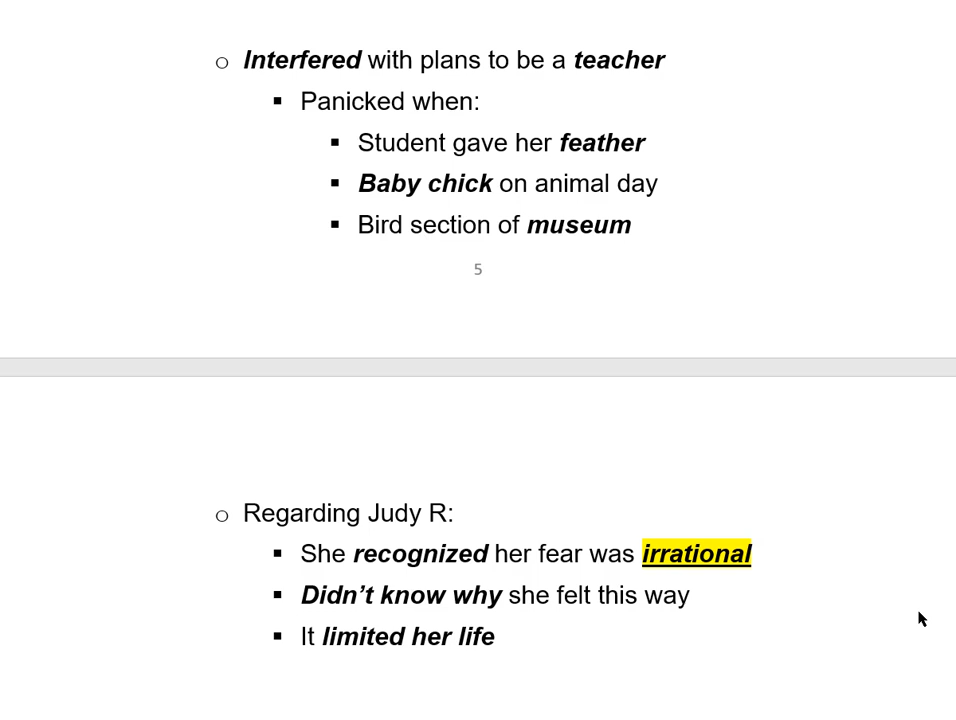 o Interfered with plans to be a teacher
▪ Panicked when:
▪ Student gave her feather
▪ Baby chick on animal day
▪ Bird section of museum
5
o Regarding Judy R:
▪ She recognized her fear was irrational
▪ Didn’t know why she felt this way
▪ It limited her life